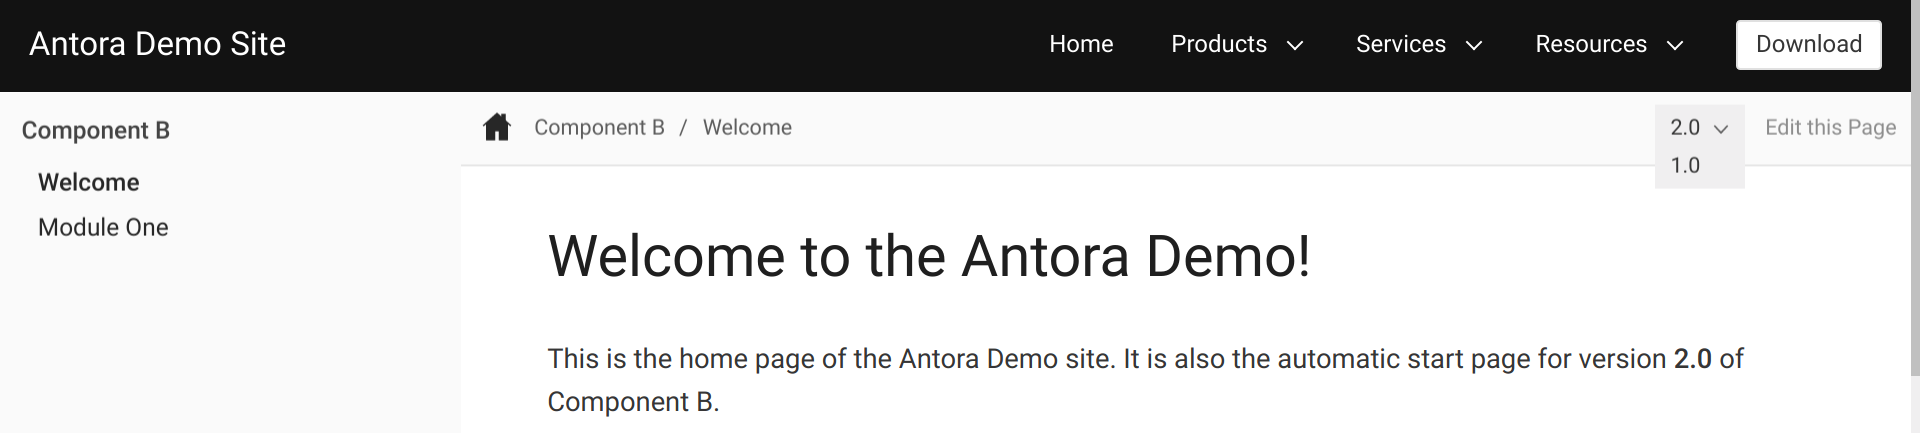 Antora Demo Site Home Products Services Resources Download
Component B
Welcome
Module One
Component B / Welcome 2.0 Edit this Page
1.0
Welcome to the Antora Demo!
This is the home page of the Antora Demo site. It is also the automatic start page for version 2.0 of
Component B.